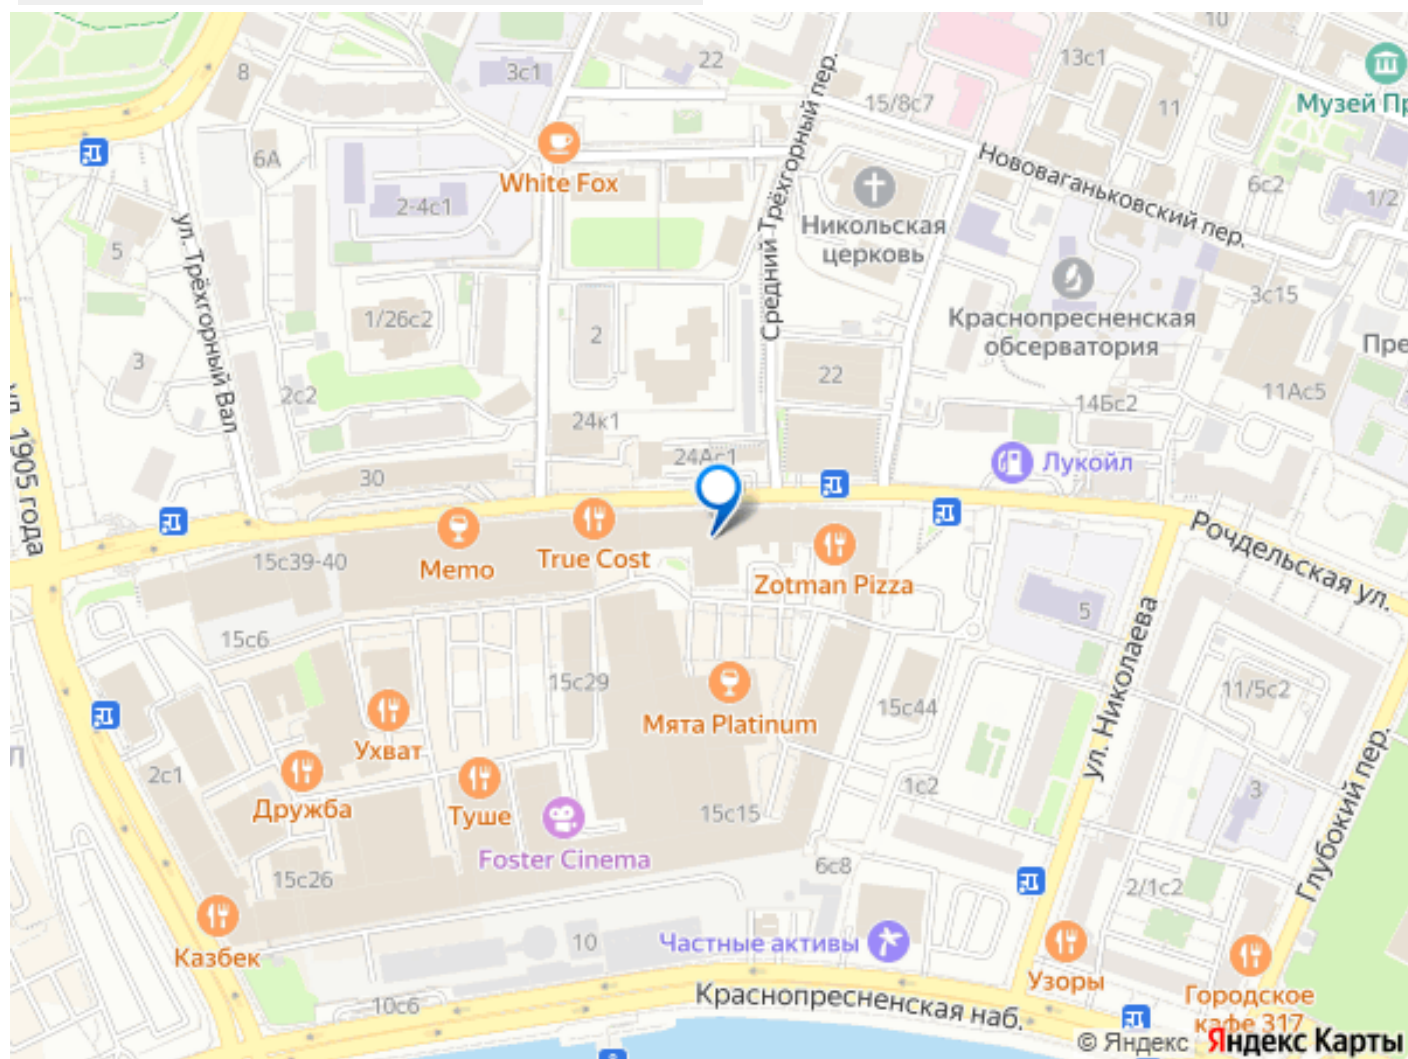 10
8
3с1
22
13с1
15/8с7
11
Музей Пр
6А
White Fox
2-4с1
Средний Трёхгорный пер.
Нововаганьковский пер.
6с2
1/2
Никольская
церковь
5
ул. Трёхгорный Вал
1/26с2
2
Краснопресненская
обсерватория
3с15
Пре
3
2с2
22
14Бс2
11Ас5
24к1
ул. 1905 года
24Ас1
30
Лукойл
Рочдельская ул.
15с39-40
Memo
True Cost
Zotman Pizza
5
15с6
ул. Николаева
15с29
Мята Platinum
15с44
11/5с2
Ухват
2с1
Дружба
Туше
15с15
1с2
3
Глубокий пер.
Foster Cinema
15с26
6с8
2/1с2
Казбек
10
Частные активы
Узоры
10с6
Краснопресненская наб.
Городское
кафе 317
© Яндекс Яндекс Карты